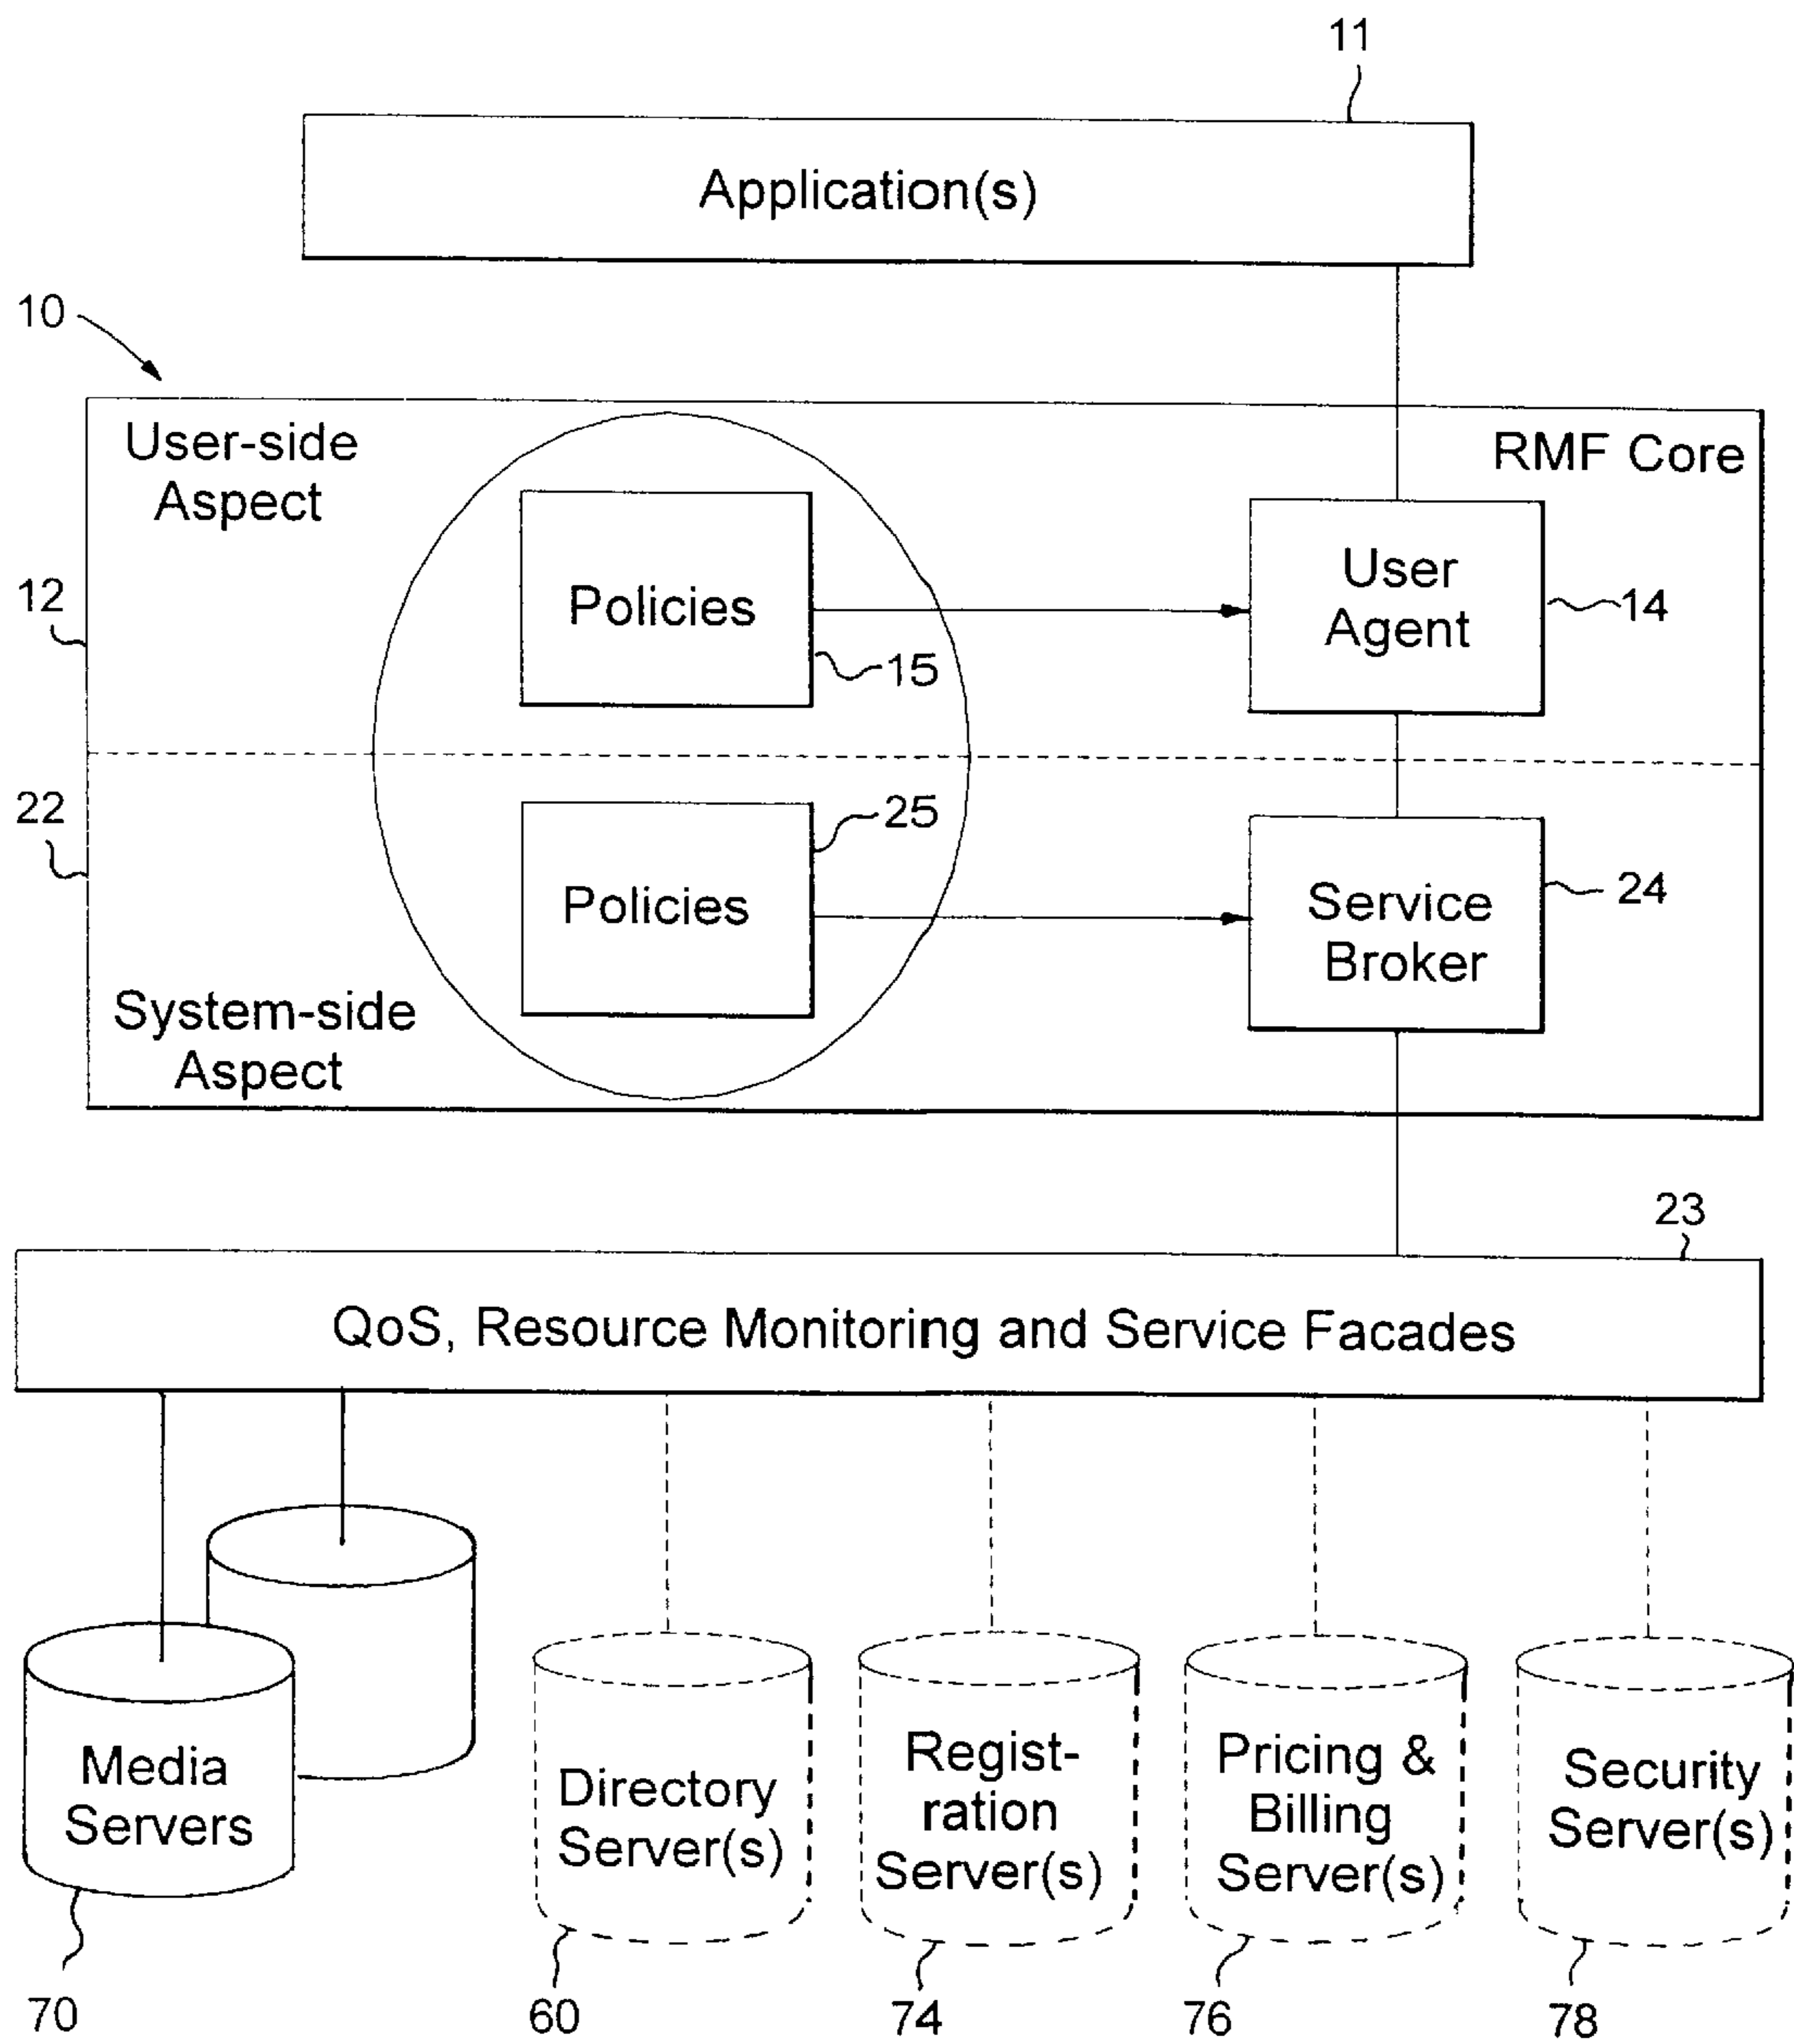 11
Application(s)
10
User-side
Aspect
RMF Core
12
Policies
15
User
Agent
14
22
25
Policies
Service
Broker
24
System-side
Aspect
23
QoS, Resource Monitoring and Service Facades
Media
Servers
Directory
Server(s)
Regist-
ration
Server(s)
Pricing &
Billing
Server(s)
Security
Server(s)
70
60
74
76
78